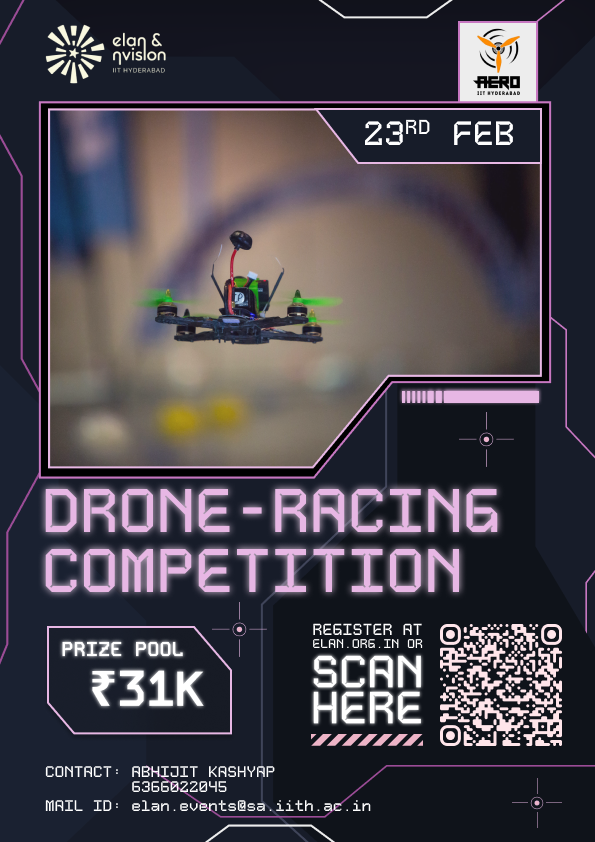 elan &
ηvision
IIT HYDERABAD
AERO
IIT HYDERABAD
23RD FEB
DRONE-RACING
COMPETITION
PRIZE POOL
₹31K
REGISTER AT
ELAN.ORG.IN OR
SCAN
HERE
CONTACT: ABHIJIT KASHYAP
6366022045
MAIL ID: elan.events@sa.iith.ac.in